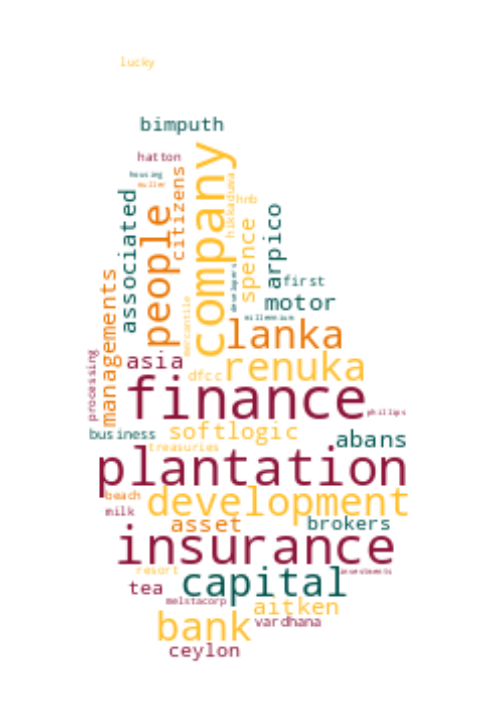 lucky
bimputh
hatton
housing
muller
citizens
company
hikkaduwa
hnb
associated
people
spence
arpico
developers
first
managements
mercantile
motor
millennium
lanka
processing
asia
dfcc
renuka
finance
phillips
business
softlogic
abans
treasuries
plantation
beach
development
milk
asset
brokers
insurance
resort
investments
tea
capital
melstacorp
aitken
bank
vardhana
ceylon